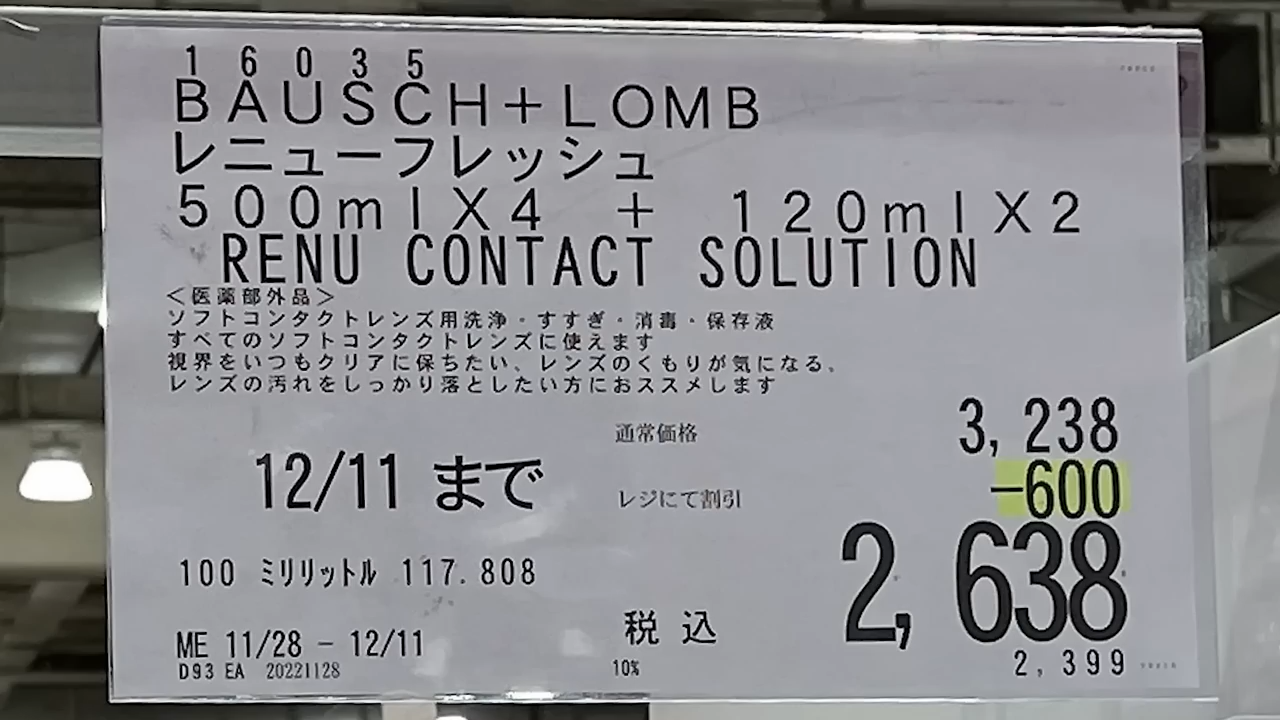 16035
BAUSCH+LOMB
レニューフレッシュ
500mlX4 + 120mlX2
RENU CONTACT SOLUTION
<医薬部外品>
ソフトコンタクトレンズ用洗浄・すすぎ・消毒・保存液
すべてのソフトコンタクトレンズに使えます
視界をいつもクリアに保ちたい、レンズのくもりが気になる、
レンズの汚れをしっかり落としたい方におススメします
通常価格 3,238
12/11 まで レジにて割引 -600
2,638
100 ミリリットル 117.808
税込
ME 11/28 - 12/11
D93 EA 20221128 10% 2,399